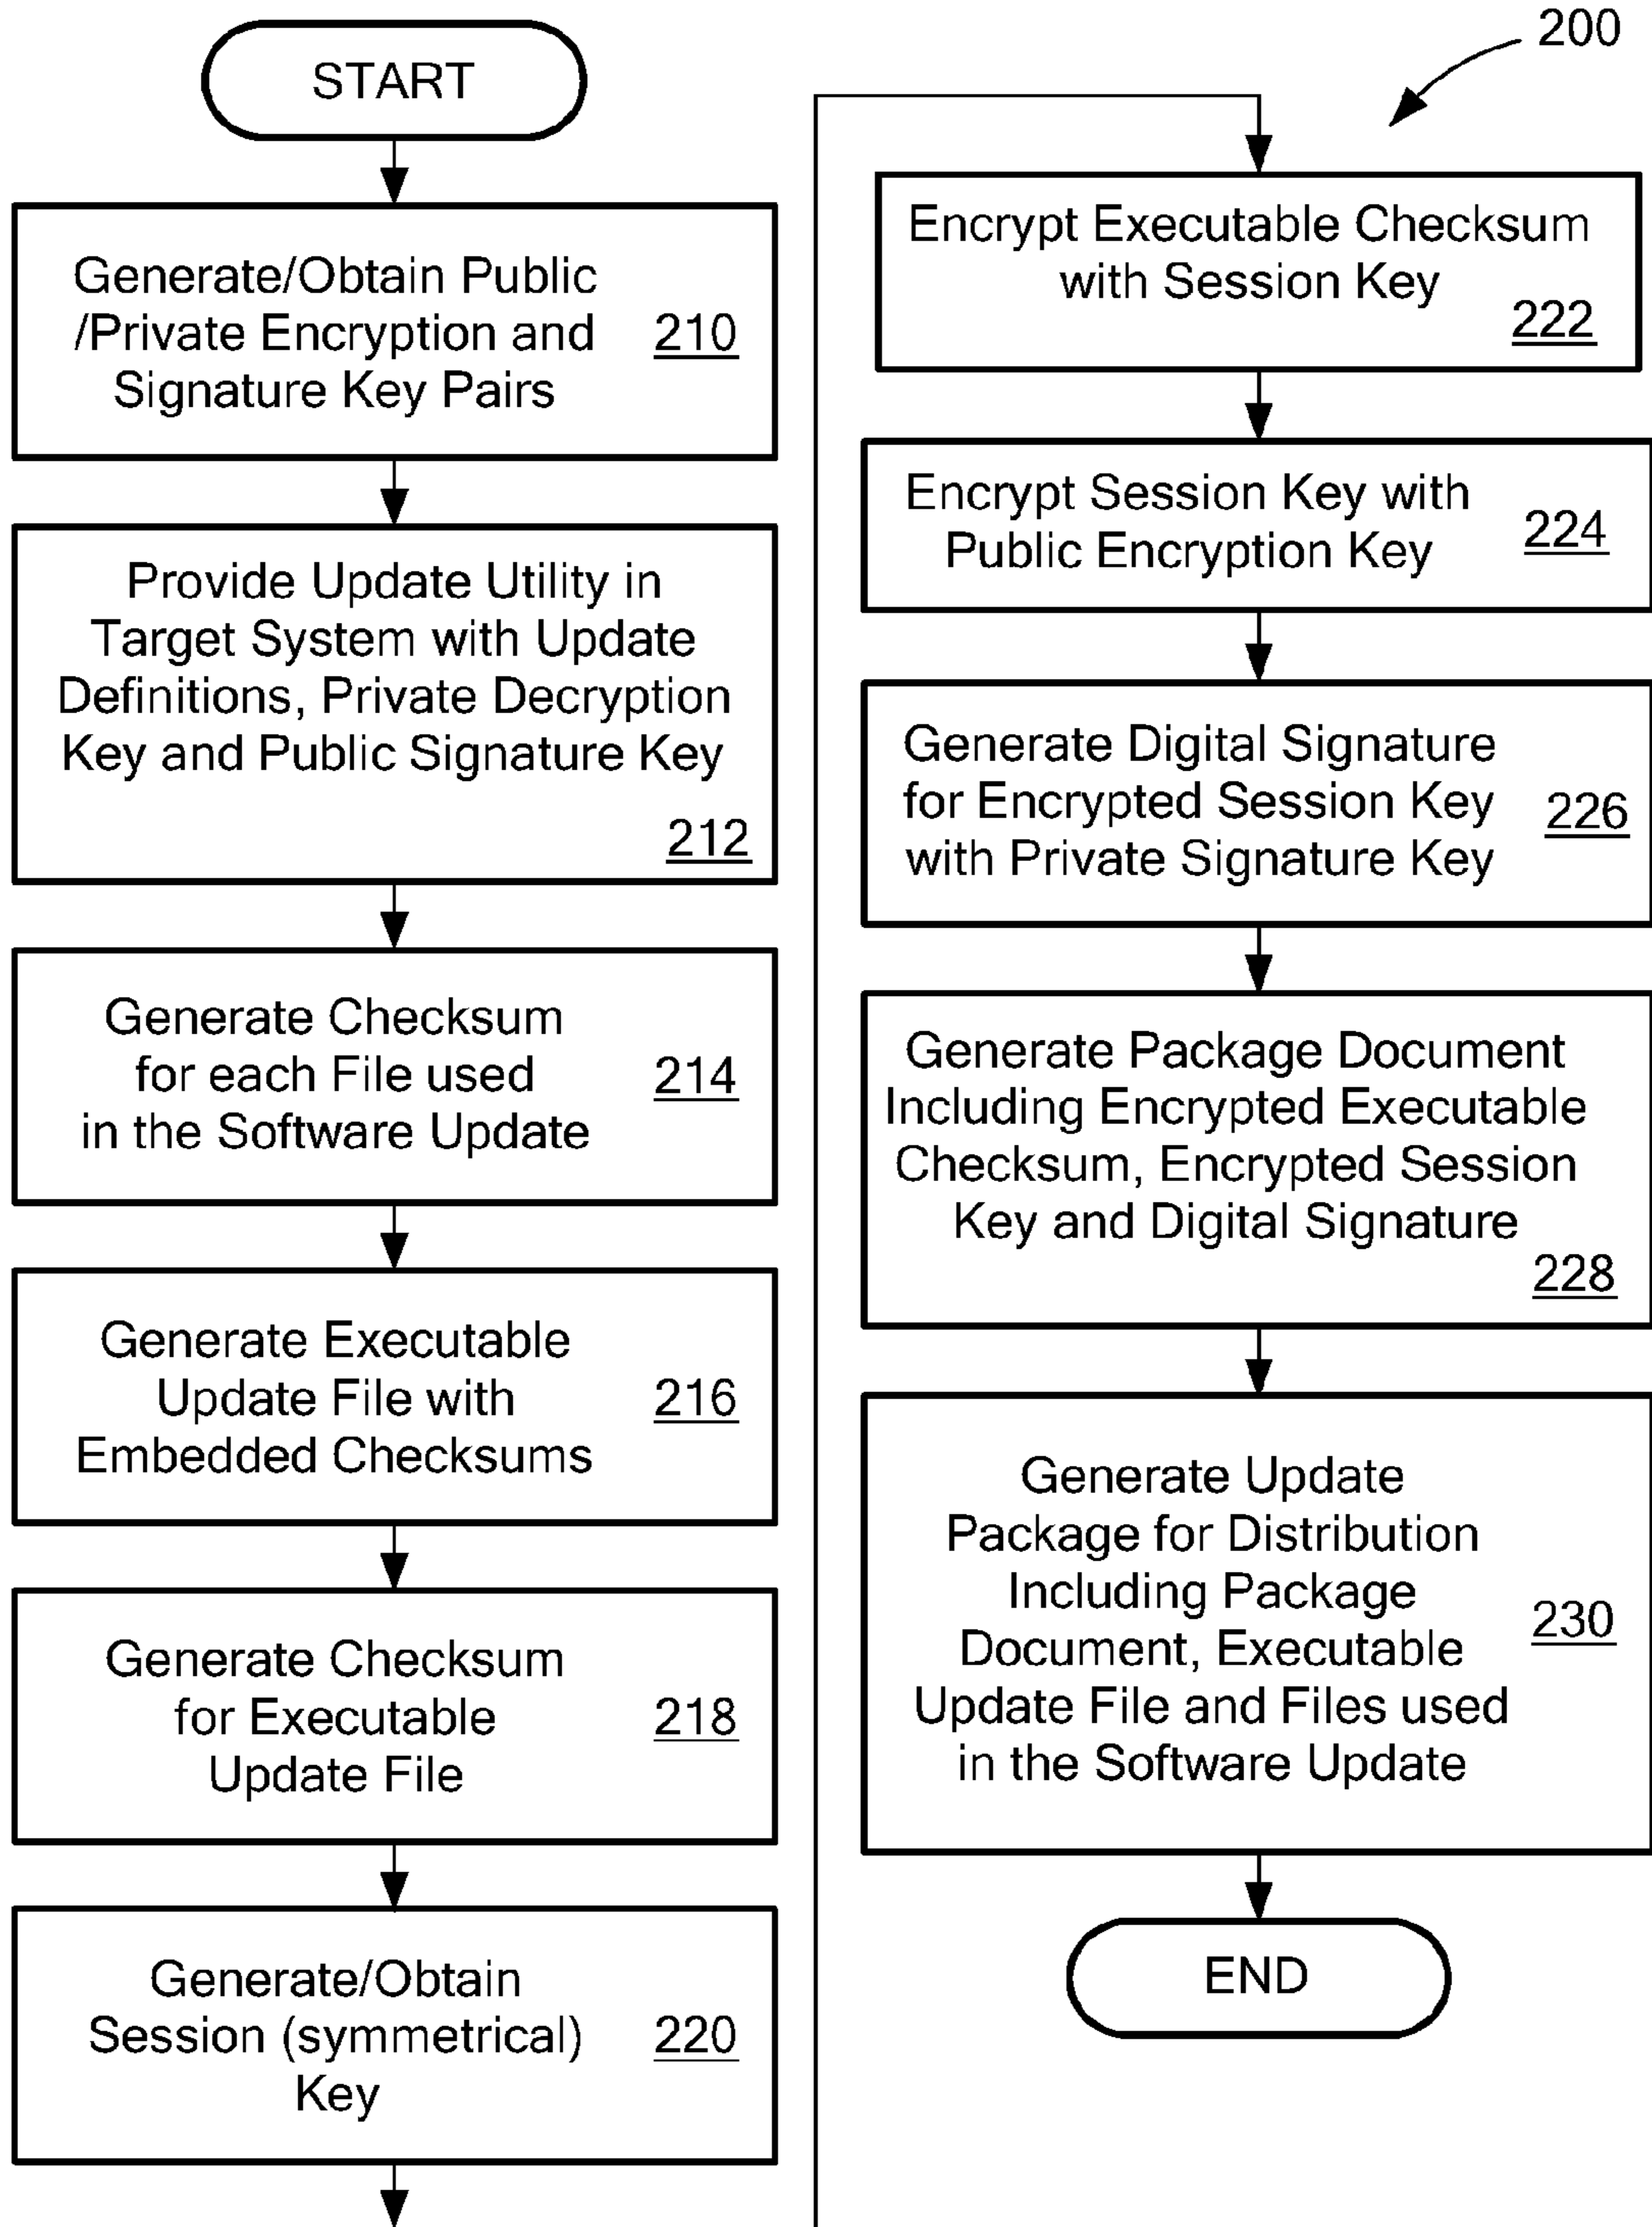 START
Generate/Obtain Public
/Private Encryption and
Signature Key Pairs
210
Provide Update Utility in
Target System with Update
Definitions, Private Decryption
Key and Public Signature Key
212
Generate Checksum
for each File used
in the Software Update
214
Generate Executable
Update File with
Embedded Checksums
216
Generate Checksum
for Executable
Update File
218
Generate/Obtain
Session (symmetrical)
Key
220
200
Encrypt Executable Checksum
with Session Key
222
Encrypt Session Key with
Public Encryption Key
224
Generate Digital Signature
for Encrypted Session Key
with Private Signature Key
226
Generate Package Document
Including Encrypted Executable
Checksum, Encrypted Session
Key and Digital Signature
228
Generate Update
Package for Distribution
Including Package
Document, Executable
Update File and Files used
in the Software Update
230
END